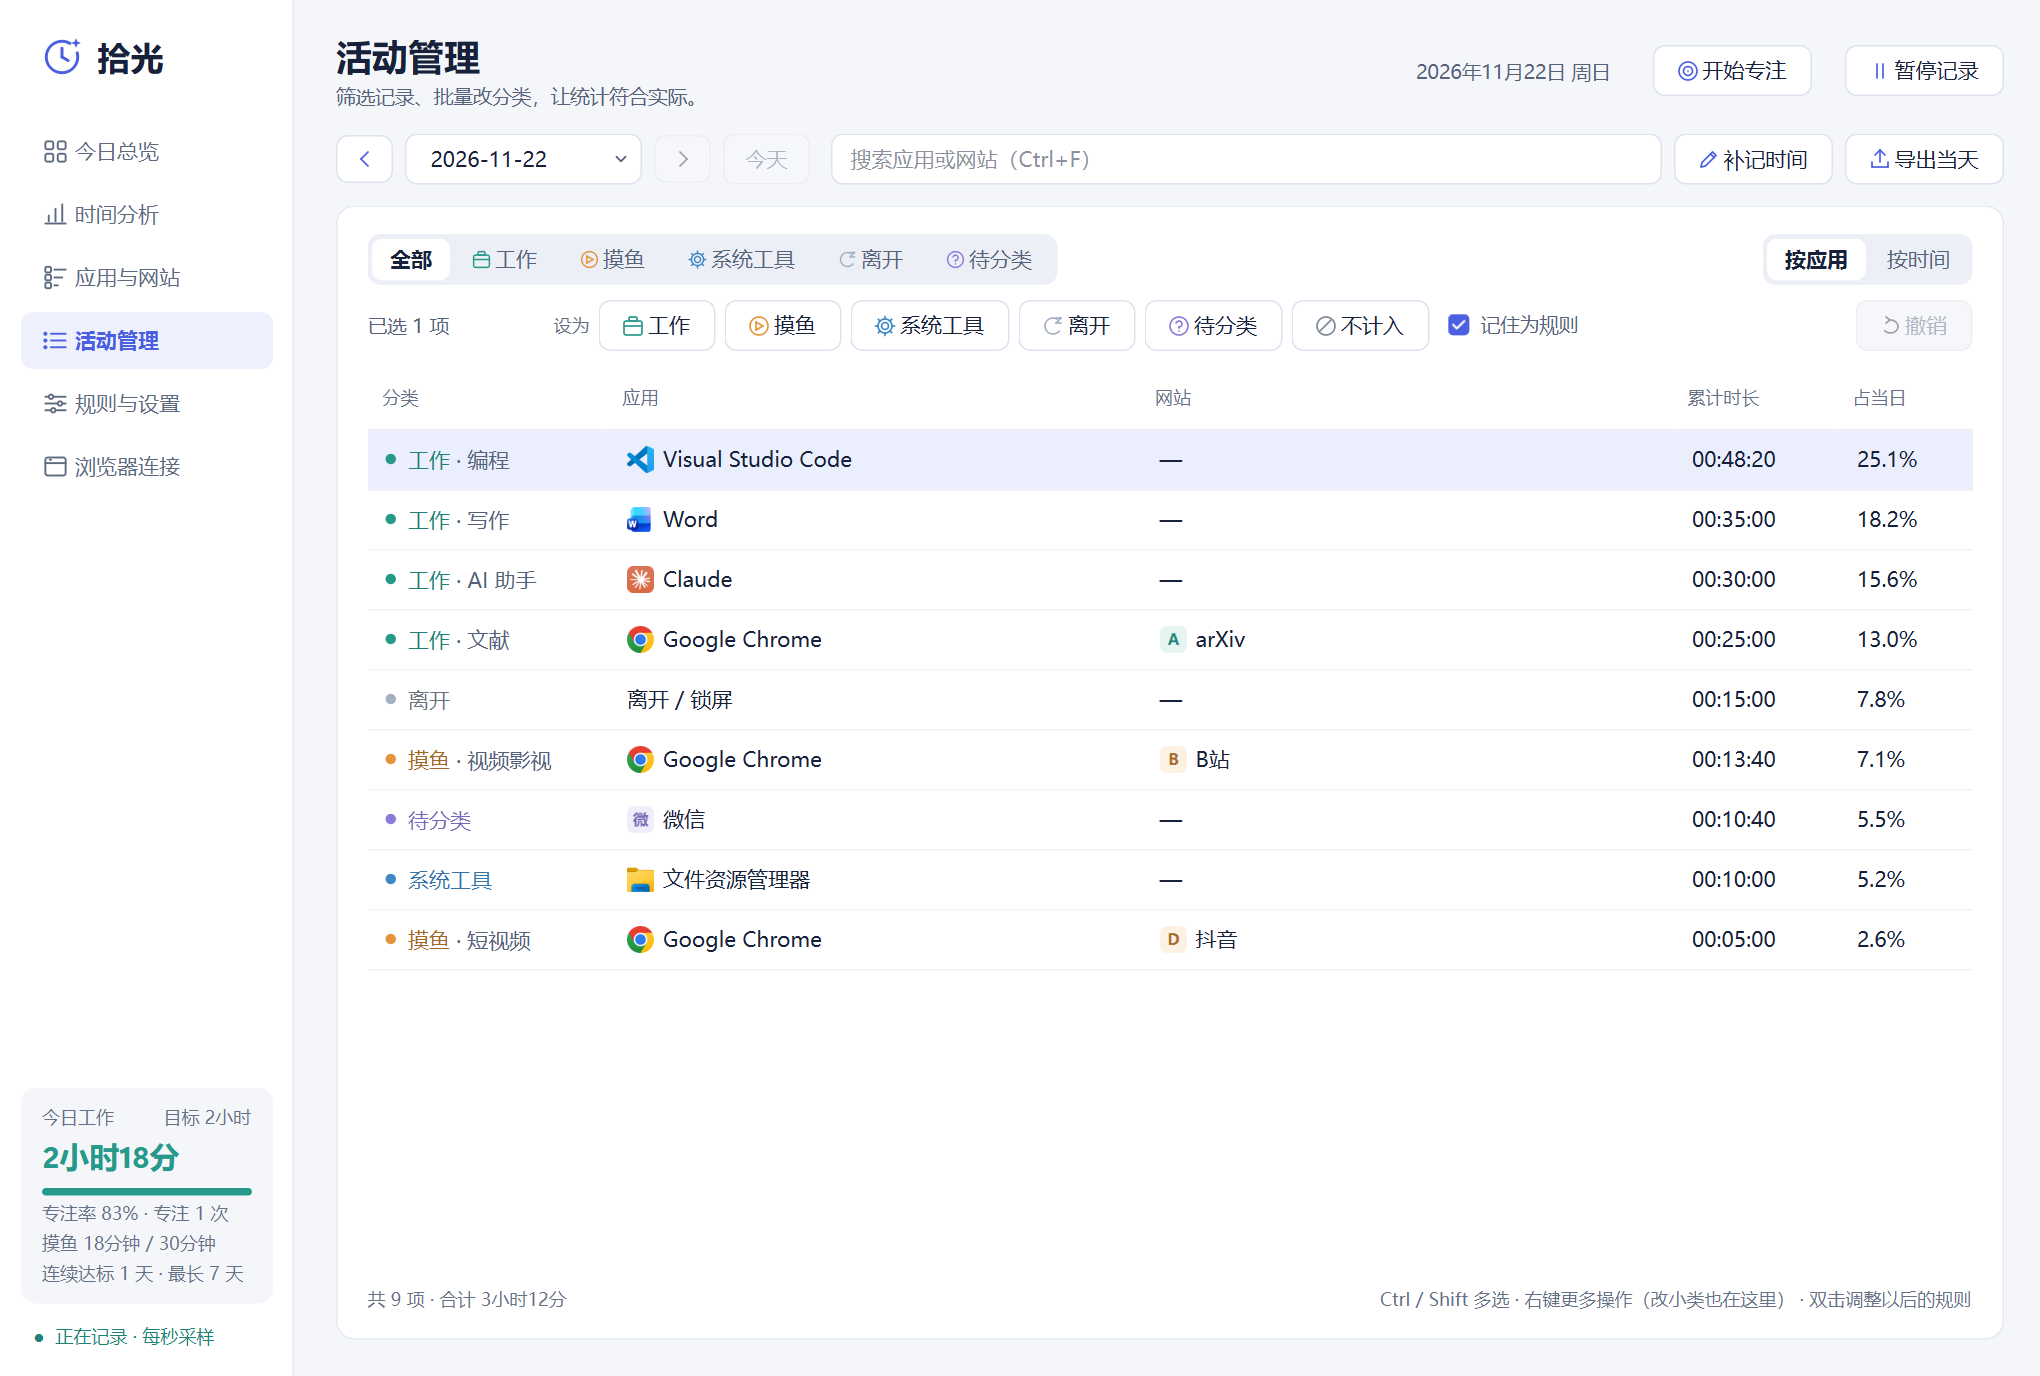 拾光
今日总览
时间分析
应用与网站
活动管理
规则与设置
浏览器连接
今日工作 目标 2小时
2小时18分
专注率 83% · 专注 1 次
摸鱼 18分钟 / 30分钟
连续达标 1 天 · 最长 7 天
正在记录 · 每秒采样
活动管理
筛选记录、批量改分类，让统计符合实际。
2026年11月22日 周日 开始专注 暂停记录
2026-11-22 今天 搜索应用或网站（Ctrl+F） 补记时间 导出当天
全部 工作 摸鱼 系统工具 离开 待分类 按应用 按时间
已选 1 项 设为 工作 摸鱼 系统工具 离开 待分类 不计入 记住为规则 撤销
分类 应用 网站 累计时长 占当日
工作 · 编程 Visual Studio Code — 00:48:20 25.1%
工作 · 写作 Word — 00:35:00 18.2%
工作 · AI 助手 Claude — 00:30:00 15.6%
工作 · 文献 Google Chrome A arXiv 00:25:00 13.0%
离开 离开 / 锁屏 — 00:15:00 7.8%
摸鱼 · 视频影视 Google Chrome B B站 00:13:40 7.1%
待分类 微 微信 — 00:10:40 5.5%
系统工具 文件资源管理器 — 00:10:00 5.2%
摸鱼 · 短视频 Google Chrome D 抖音 00:05:00 2.6%
共 9 项 · 合计 3小时12分 Ctrl / Shift 多选 · 右键更多操作（改小类也在这里） · 双击调整以后的规则